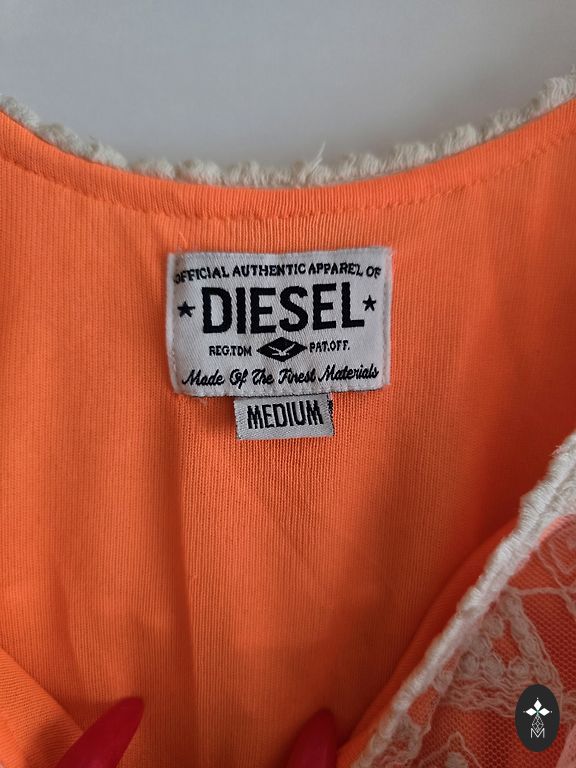 OFFICIAL AUTHENTIC APPAREL OF
★ DIESEL ★
REG.TDM PAT.OFF.
Made Of The Finest Materials
MEDIUM
M